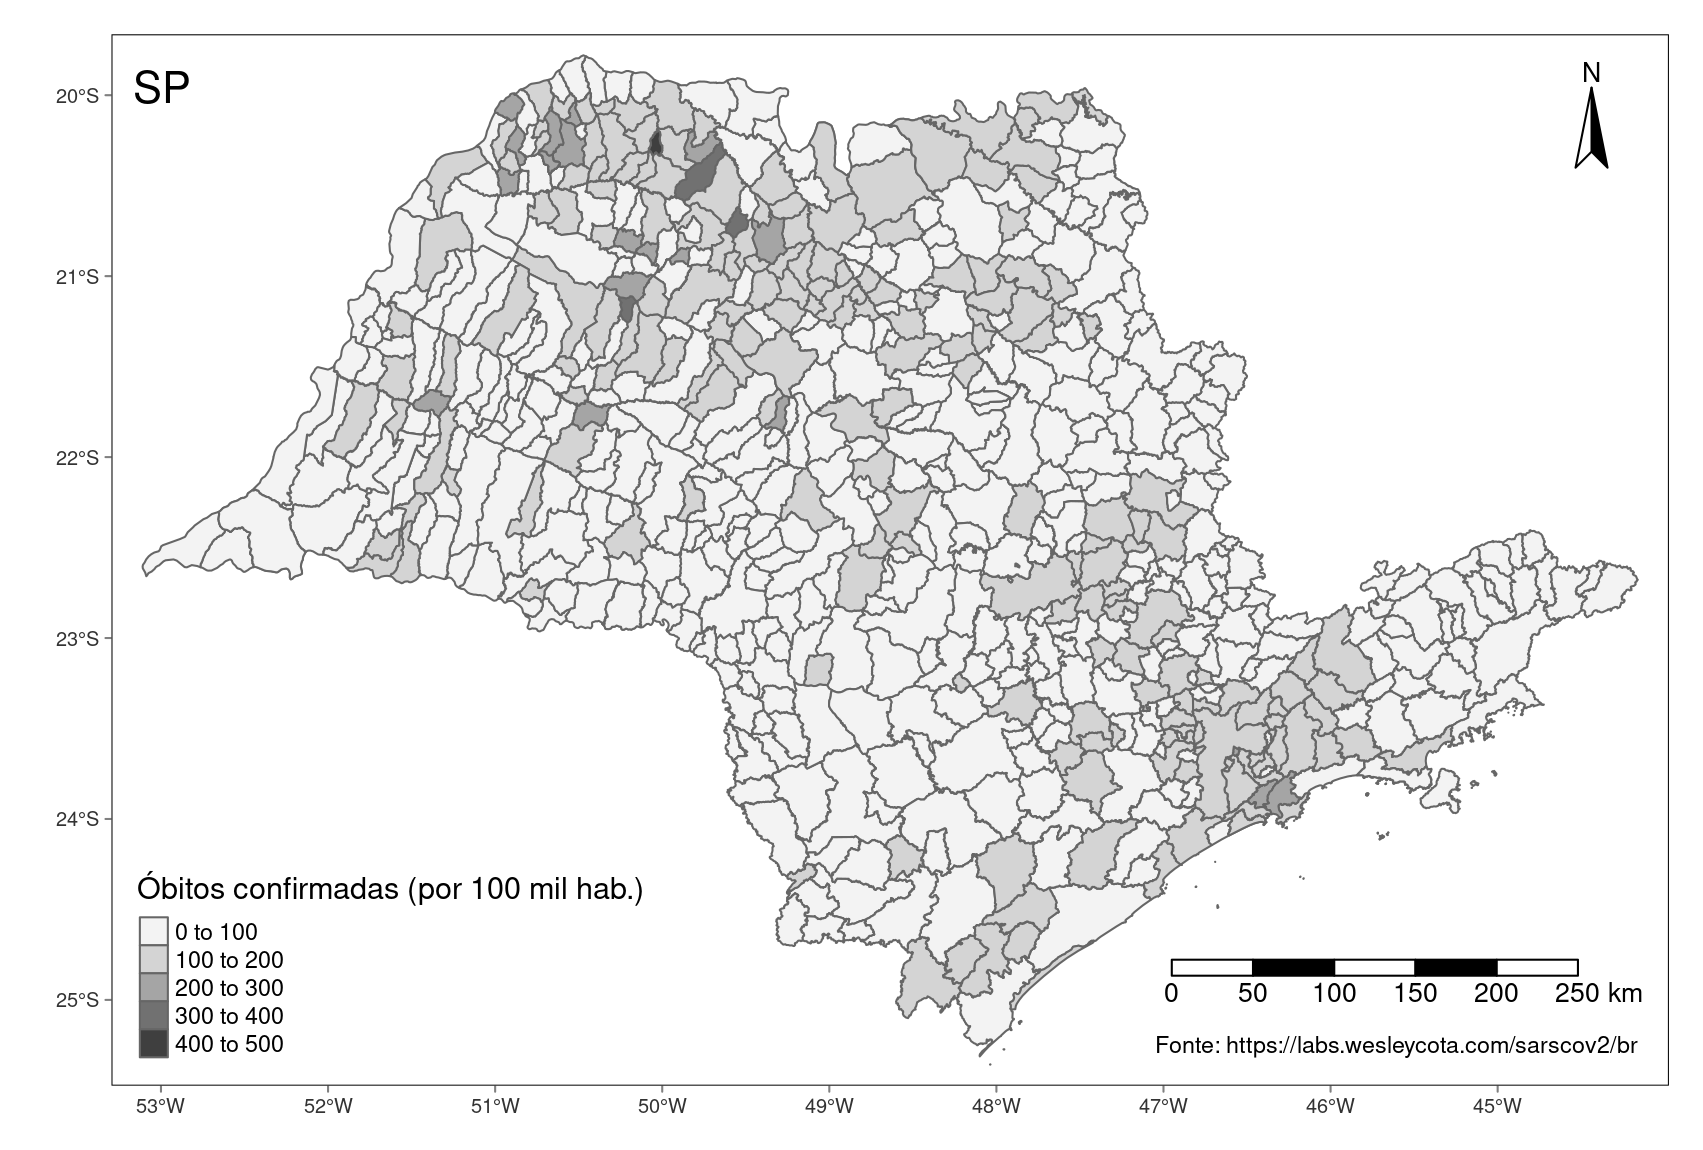 SP
N
20°S
21°S
22°S
23°S
24°S
25°S
Óbitos confirmadas (por 100 mil hab.)
0 to 100
100 to 200
200 to 300
300 to 400
400 to 500
0 50 100 150 200 250 km
Fonte: https://labs.wesleycota.com/sarscov2/br
53°W 52°W 51°W 50°W 49°W 48°W 47°W 46°W 45°W